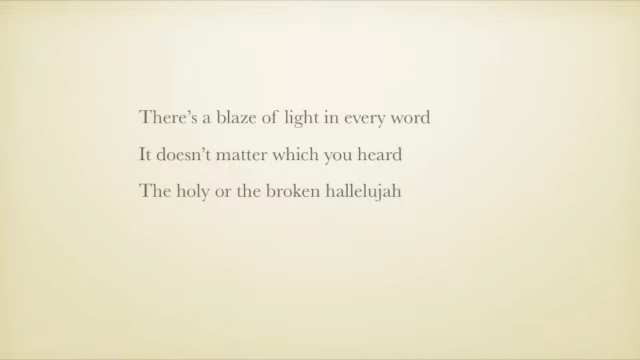 There’s a blaze of light in every word
It doesn’t matter which you heard
The holy or the broken hallelujah